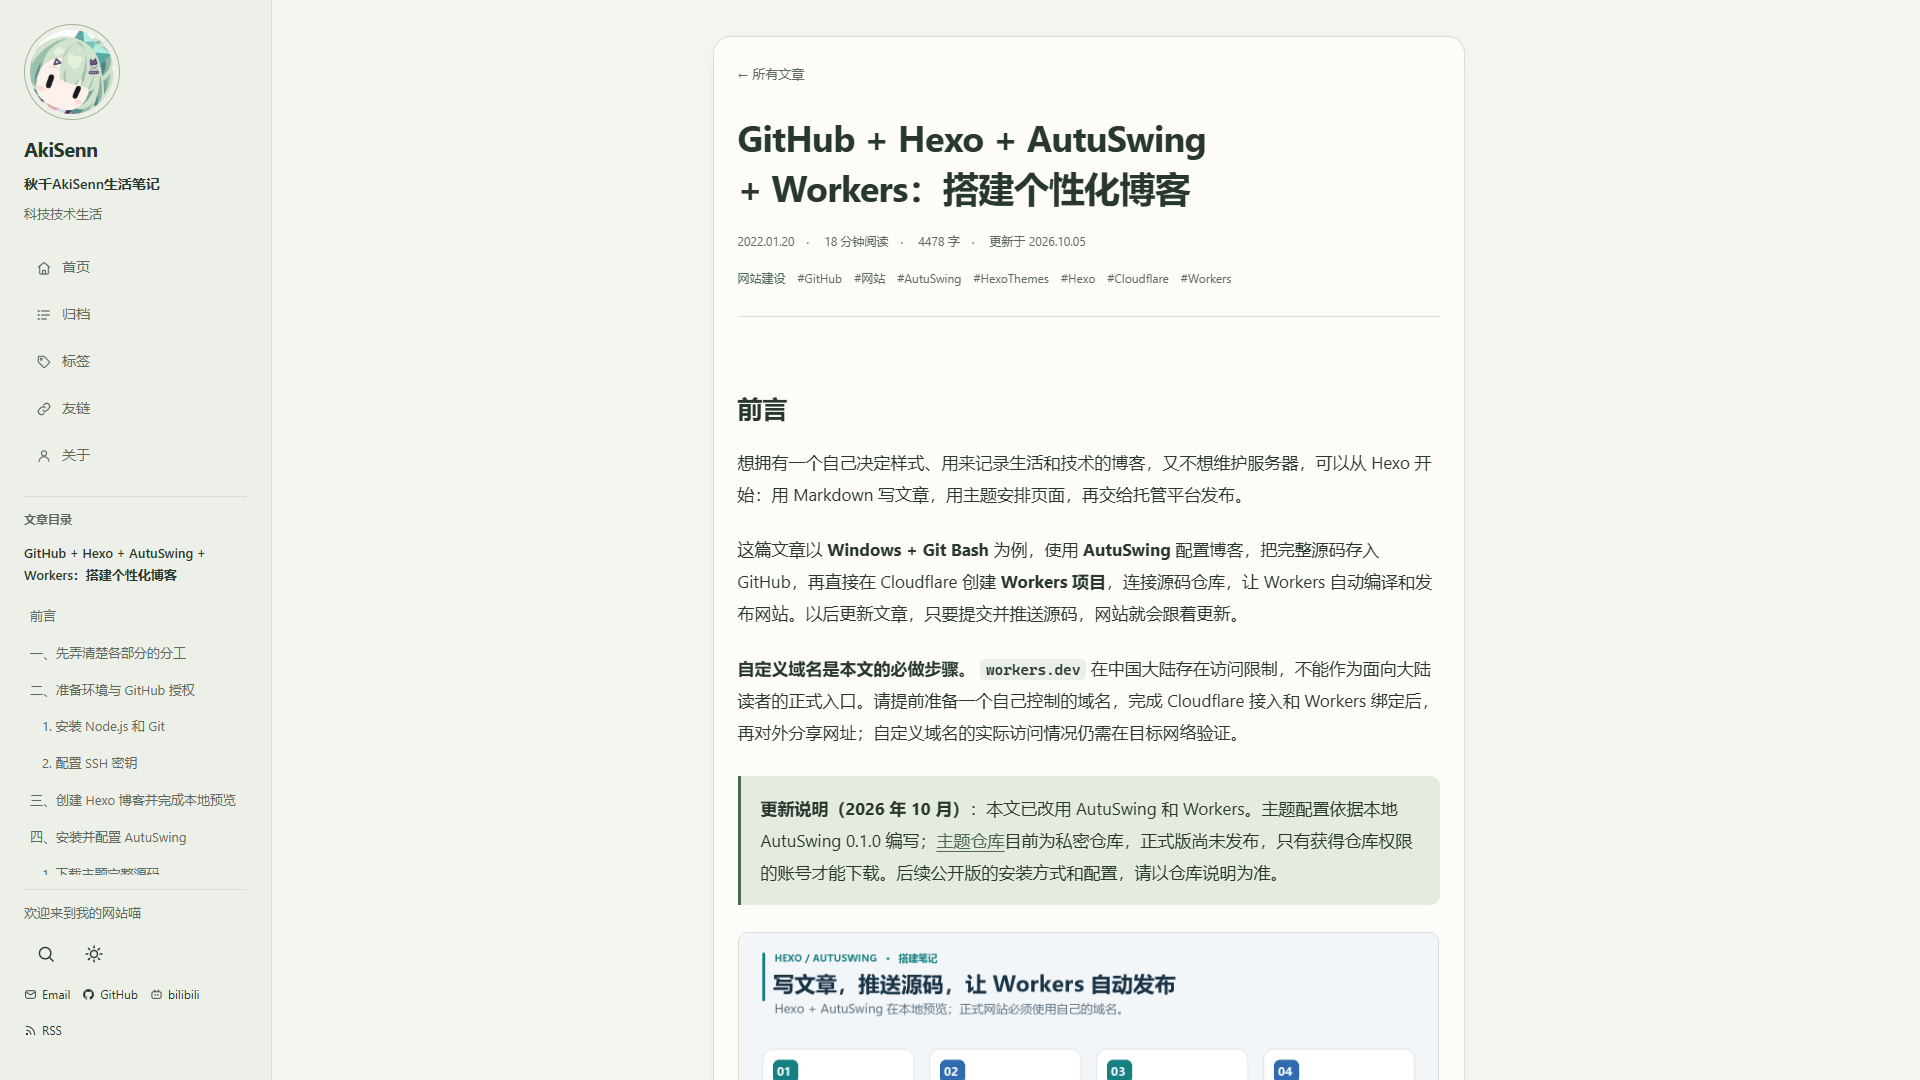 AkiSenn
秋千AkiSenn生活笔记
科技技术生活
首页
归档
标签
友链
关于
文章目录
GitHub + Hexo + AutuSwing +
Workers：搭建个性化博客
前言
一、先弄清楚各部分的分工
二、准备环境与 GitHub 授权
1. 安装 Node.js 和 Git
2. 配置 SSH 密钥
三、创建 Hexo 博客并完成本地预览
四、安装并配置 AutuSwing
1. 下载主题完整源码
欢迎来到我的网站喵
Email GitHub bilibili
RSS
← 所有文章
GitHub + Hexo + AutuSwing
+ Workers：搭建个性化博客
2022.01.20 · 18 分钟阅读 · 4478 字 · 更新于 2026.10.05
网站建设 #GitHub #网站 #AutuSwing #HexoThemes #Hexo #Cloudflare #Workers
前言
想拥有一个自己决定样式、用来记录生活和技术的博客，又不想维护服务器，可以从 Hexo 开
始：用 Markdown 写文章，用主题安排页面，再交给托管平台发布。
这篇文章以 Windows + Git Bash 为例，使用 AutuSwing 配置博客，把完整源码存入
GitHub，再直接在 Cloudflare 创建 Workers 项目，连接源码仓库，让 Workers 自动编译和发
布网站。以后更新文章，只要提交并推送源码，网站就会跟着更新。
自定义域名是本文的必做步骤。 workers.dev 在中国大陆存在访问限制，不能作为面向大陆
读者的正式入口。请提前准备一个自己控制的域名，完成 Cloudflare 接入和 Workers 绑定后，
再对外分享网址；自定义域名的实际访问情况仍需在目标网络验证。
更新说明（2026 年 10 月）：本文已改用 AutuSwing 和 Workers。主题配置依据本地
AutuSwing 0.1.0 编写；主题仓库目前为私密仓库，正式版尚未发布，只有获得仓库权限
的账号才能下载。后续公开版的安装方式和配置，请以仓库说明为准。
HEXO / AUTUSWING • 搭建笔记
写文章，推送源码，让 Workers 自动发布
Hexo + AutuSwing 在本地预览；正式网站必须使用自己的域名。
01 02 03 04